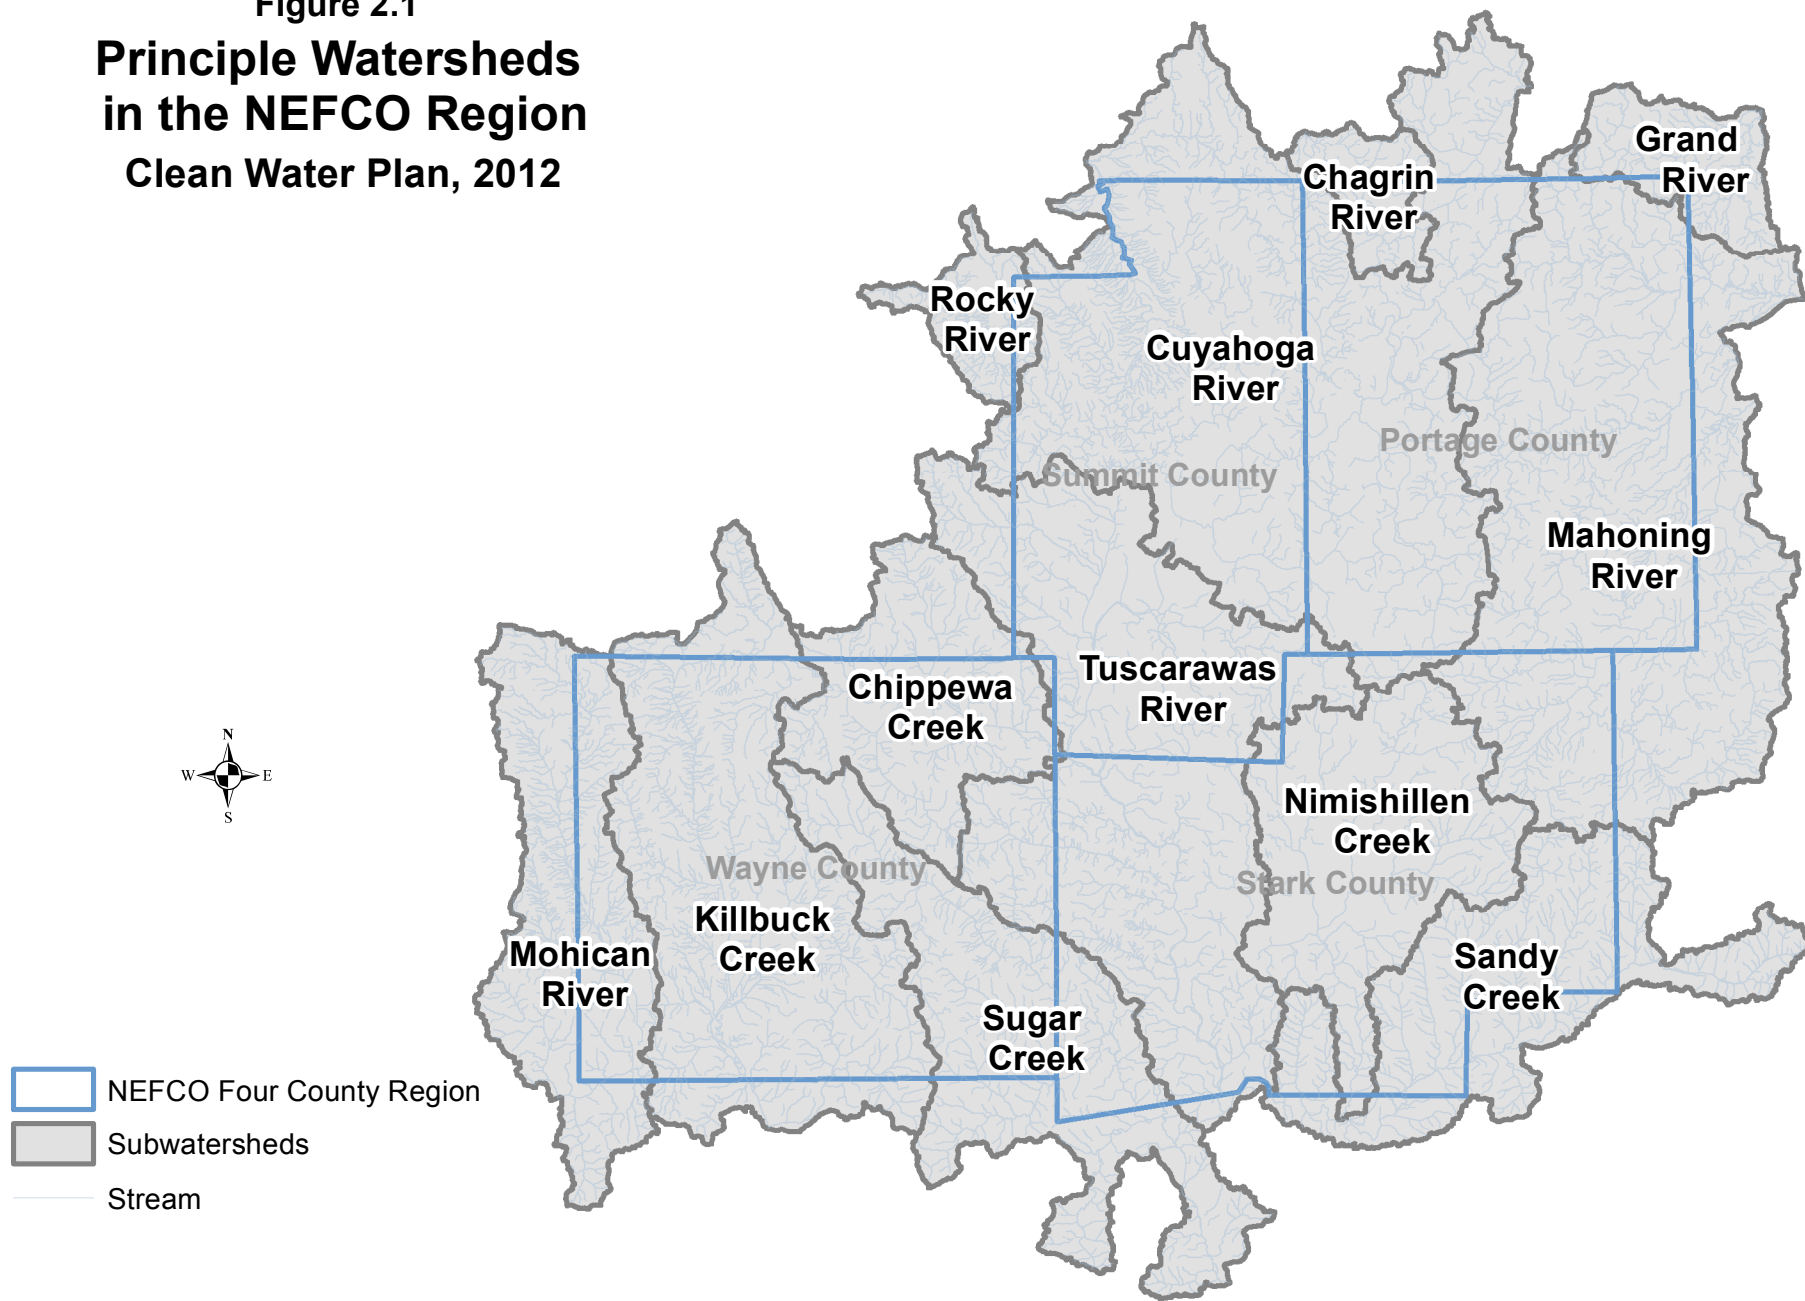 Figure 2.1
Principle Watersheds
in the NEFCO Region
Clean Water Plan, 2012
Grand
River
Chagrin
River
Rocky
River
Cuyahoga
River
Portage County
Summit County
Mahoning
River
Tuscarawas
River
Chippewa
Creek
N
W E
S
Nimishillen
Creek
Wayne County
Stark County
Killbuck
Creek
Mohican
River
Sandy
Creek
Sugar
Creek
NEFCO Four County Region
Subwatersheds
Stream